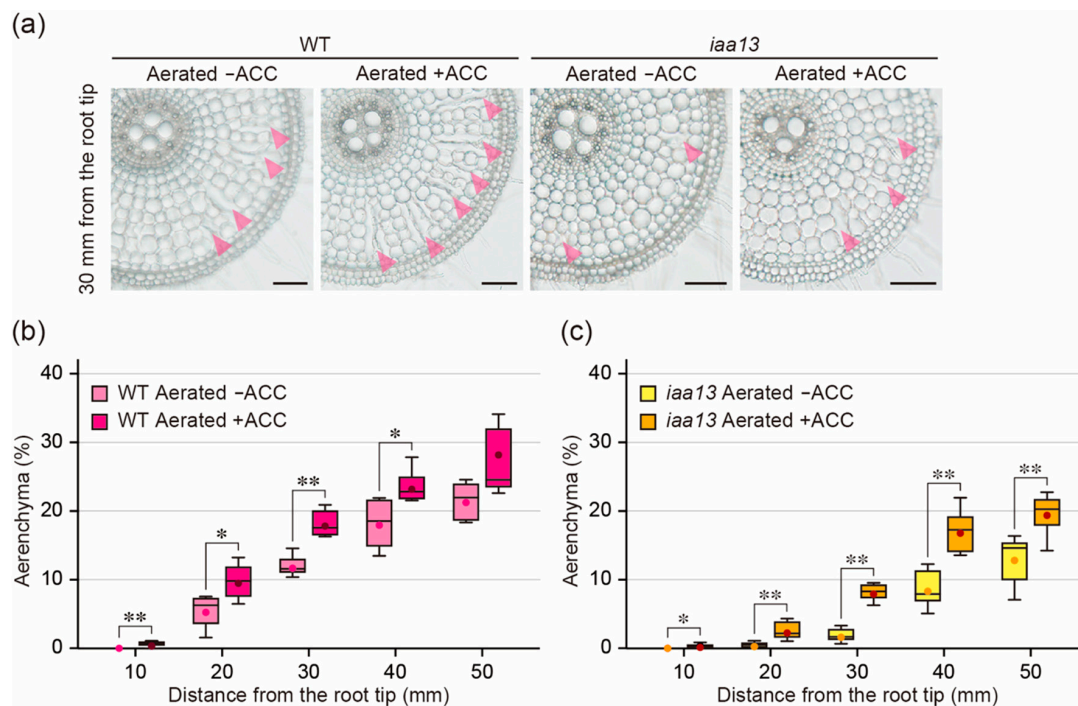 (a)
WT
iaa13
Aerated −ACC
Aerated +ACC
Aerated −ACC
Aerated +ACC
30 mm from the root tip
(b)
40
30
20
10
0
Aerenchyma (%)
WT Aerated −ACC
WT Aerated +ACC
**
*
**
*
10
20
30
40
50
Distance from the root tip (mm)
(c)
40
30
20
10
0
Aerenchyma (%)
iaa13 Aerated −ACC
iaa13 Aerated +ACC
*
**
**
**
**
10
20
30
40
50
Distance from the root tip (mm)